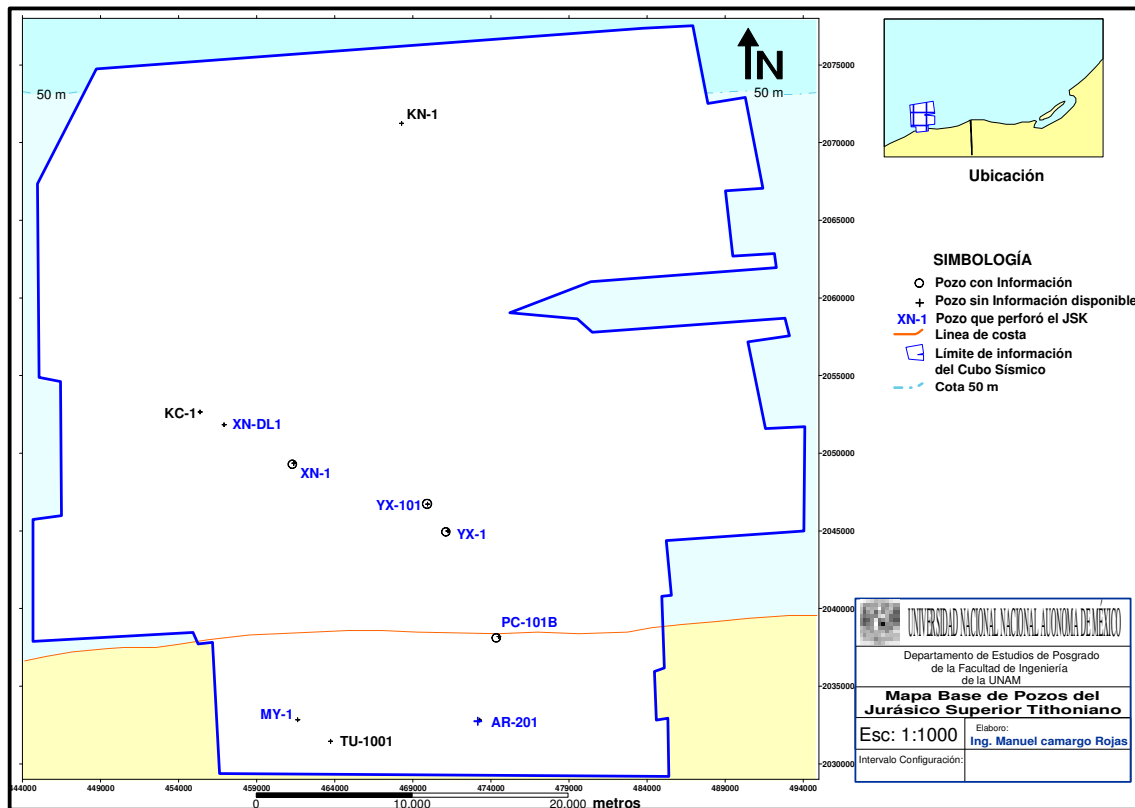 N
50 m
50 m
KN-1
KC-1
XN-DL1
XN-1
YX-101
YX-1
PC-101B
MY-1
AR-201
TU-1001
2075000
2070000
2065000
2060000
2055000
2050000
2045000
2040000
2035000
2030000
444000 449000 454000 459000 464000 469000 474000 479000 484000 489000 494000
0 10.000 20.000 metros
Ubicación
SIMBOLOGÍA
Pozo con Información
Pozo sin Información disponible
XN-1 Pozo que perforó el JSK
Linea de costa
Límite de información
del Cubo Sísmico
Cota 50 m
UNIVERSIDAD NACIONAL NACIONAL AUONOMA DE MÉXICO
Departamento de Estudios de Posgrado
de la Facultad de Ingeniería
de la UNAM
Mapa Base de Pozos del
Jurásico Superior Tithoniano
Esc: 1:1000
Elaboro:
Ing. Manuel camargo Rojas
Intervalo Configuración: